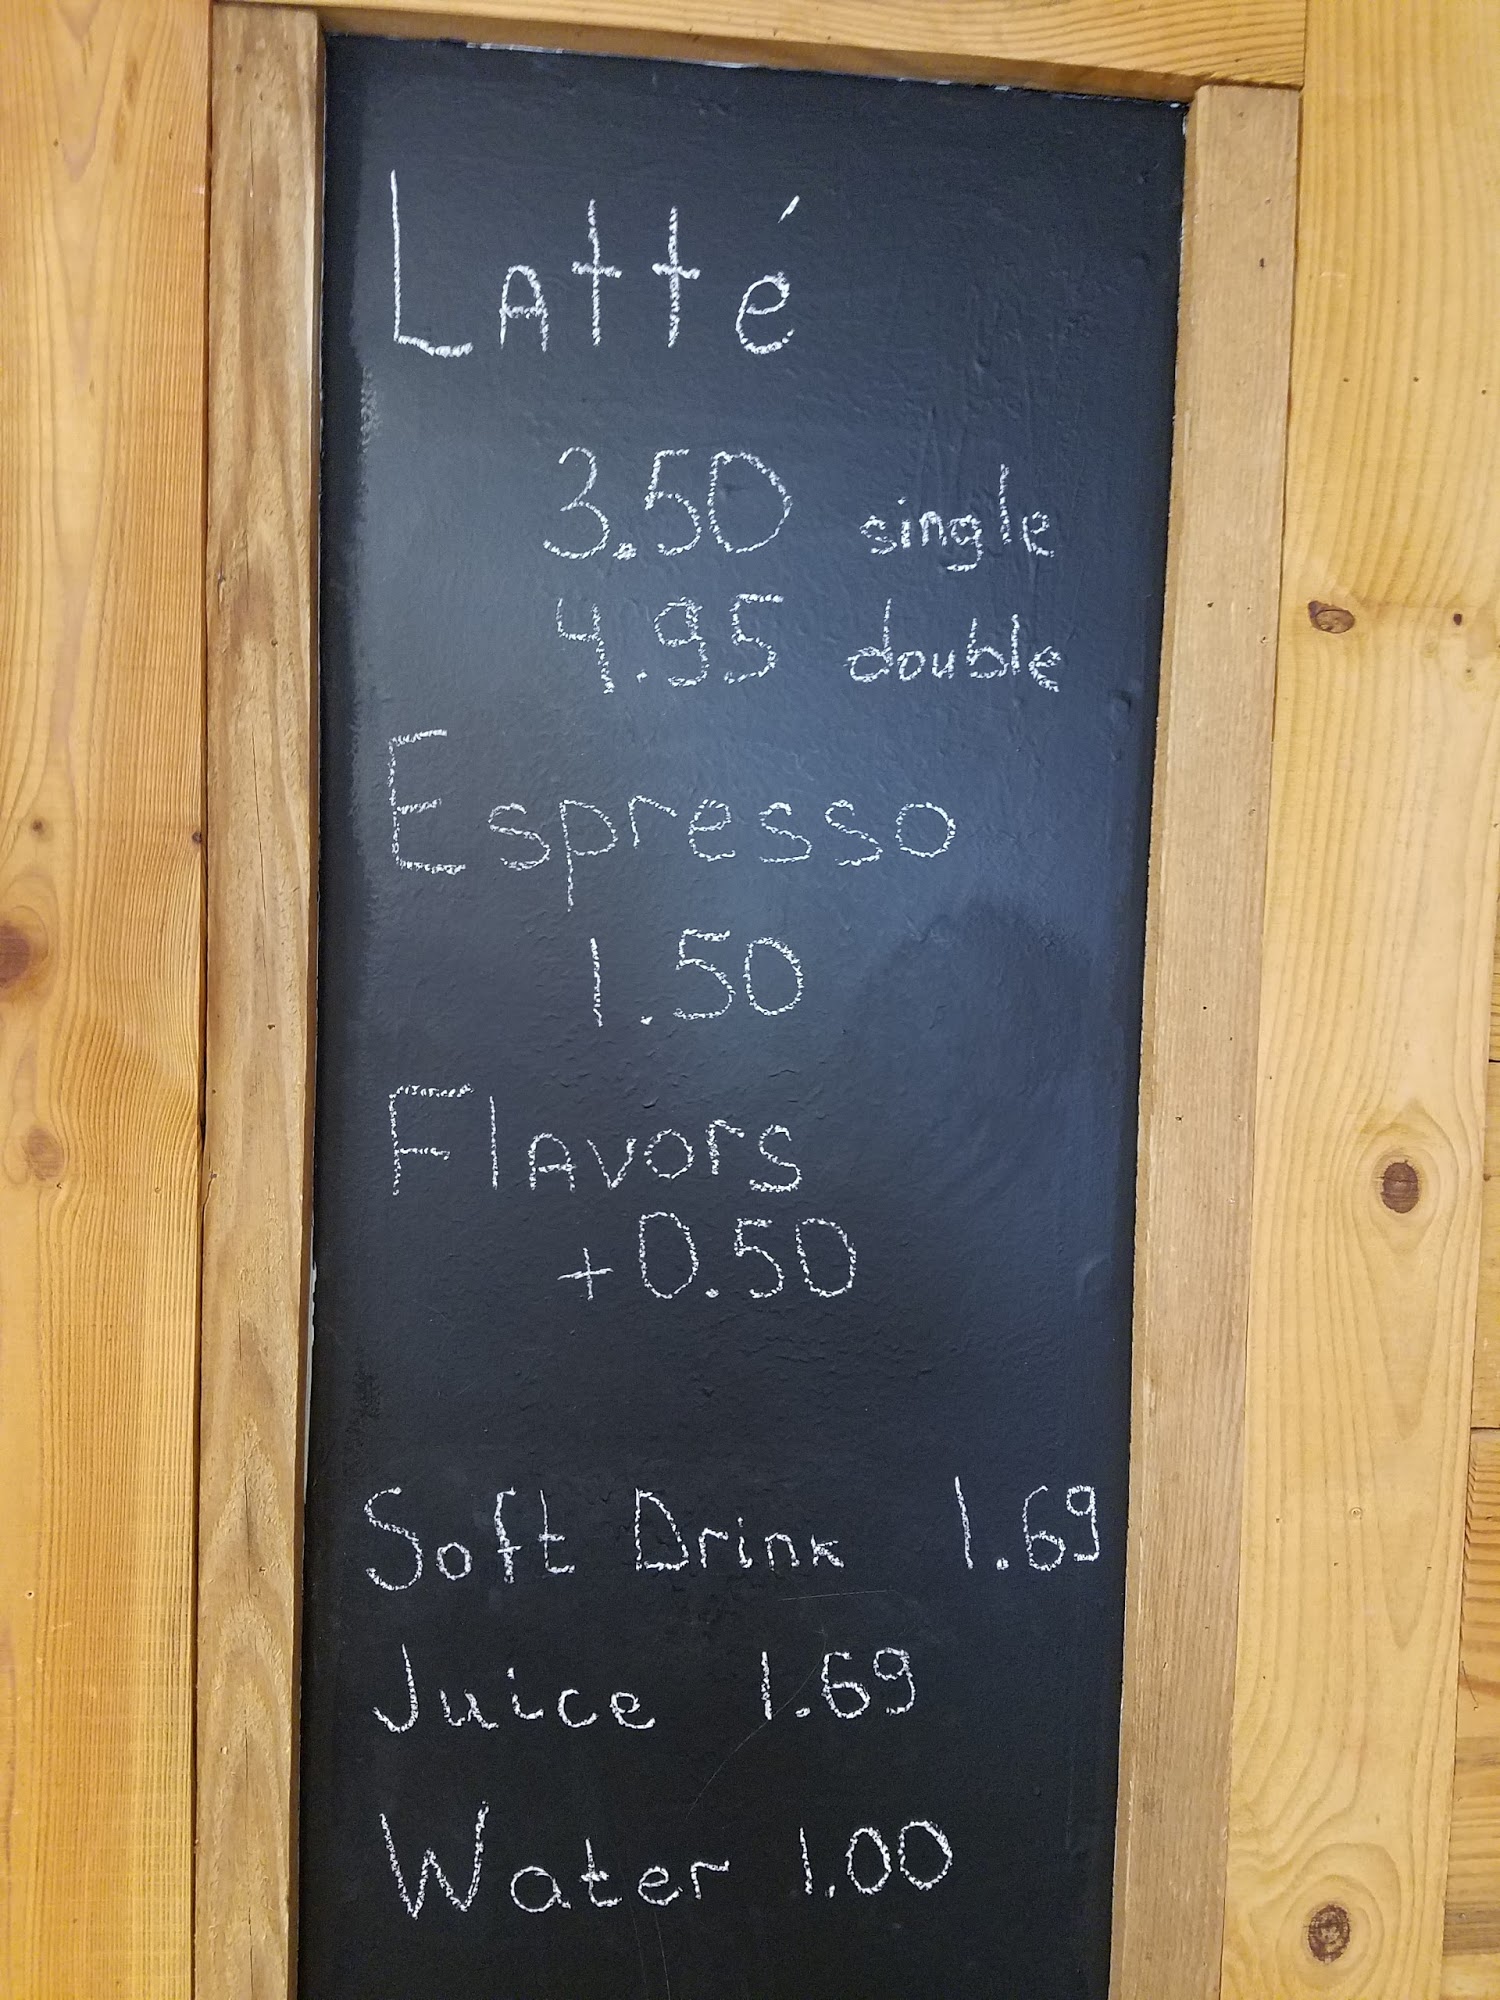 Latté
3.50 single
4.95 double
Espresso
1.50
Flavors
+0.50
Soft Drink 1.69
Juice 1.69
Water 1.00